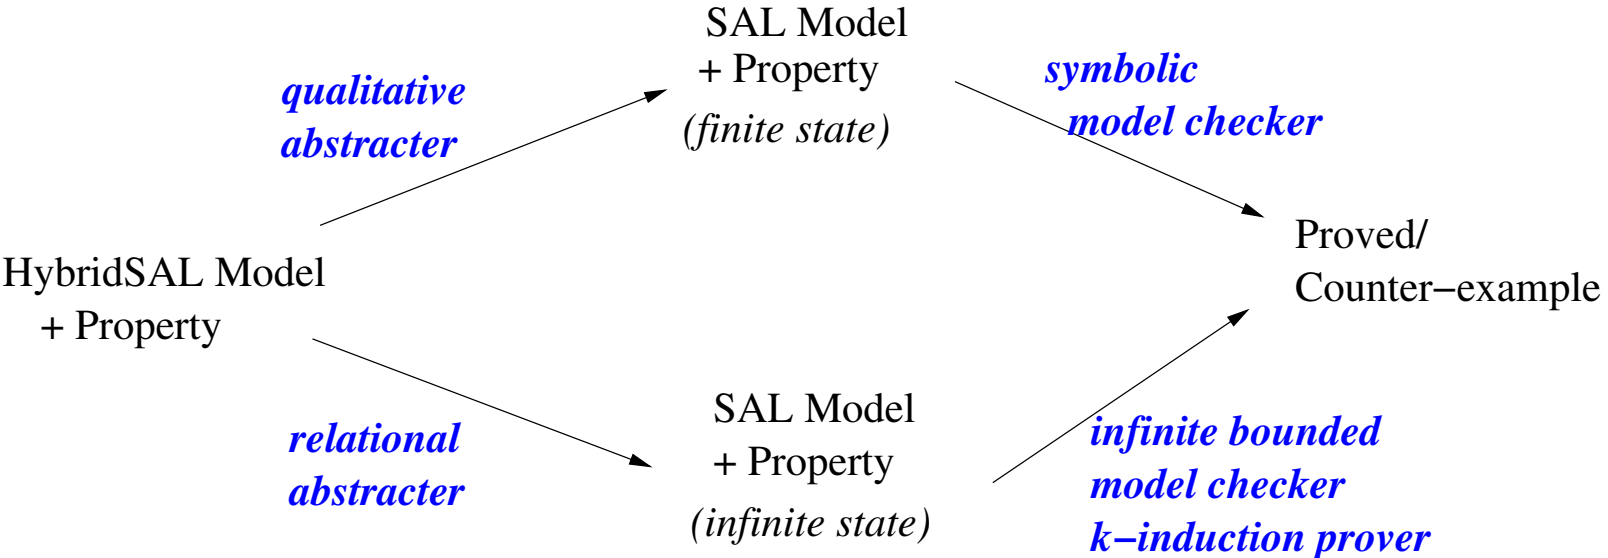 SAL Model
+ Property
(finite state)
qualitative
abstracter
symbolic
model checker
HybridSAL Model
+ Property
Proved/
Counter−example
relational
abstracter
SAL Model
+ Property
(infinite state)
infinite bounded
model checker
k−induction prover